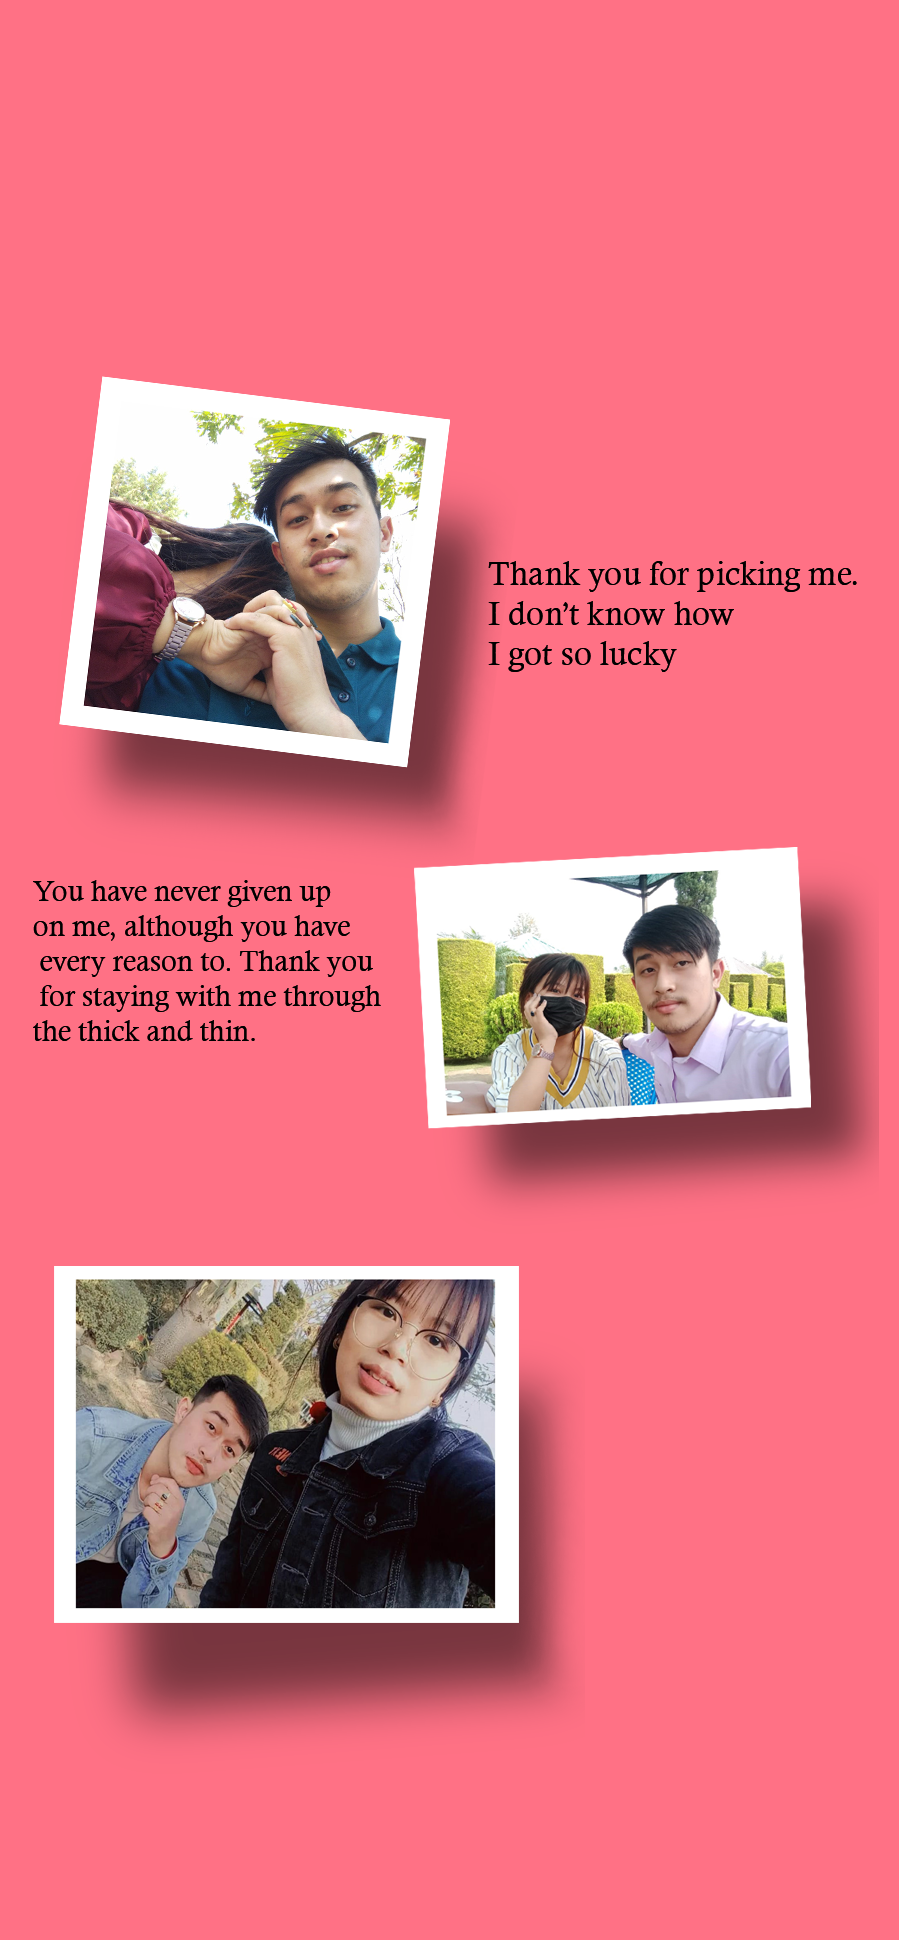 Thank you for picking me.
I don’t know how
I got so lucky
You have never given up
on me, although you have
every reason to. Thank you
for staying with me through
the thick and thin.